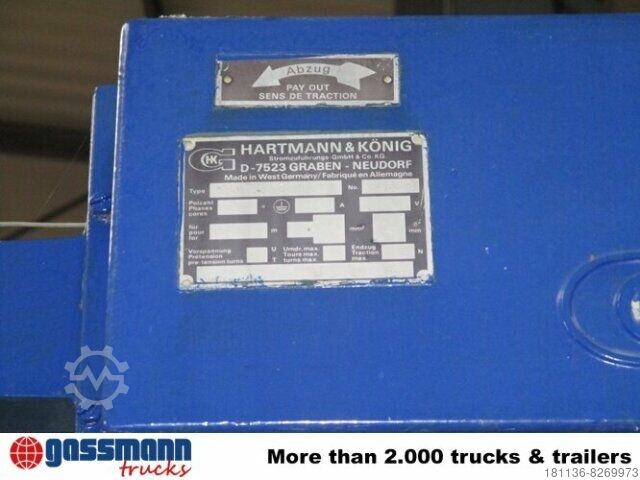 Abzug
PAY OUT
SENS DE TRACTION
HK
HARTMANN & KÖNIG
Stromzuführungs-GmbH & Co. KG.
D-7523 GRABEN - NEUDORF
Made in West Germany / Fabriqué en Allemagne
Type No.
Polzahl
Phases A V
cores
für
pour m mm² mm
for
Vorspannung U Umdr. max. Endzug
Prétension Tours max. Traction N
pre-tension turns T turns max. max.
gassmann
trucks
More than 2.000 trucks & trailers
181136-8269973